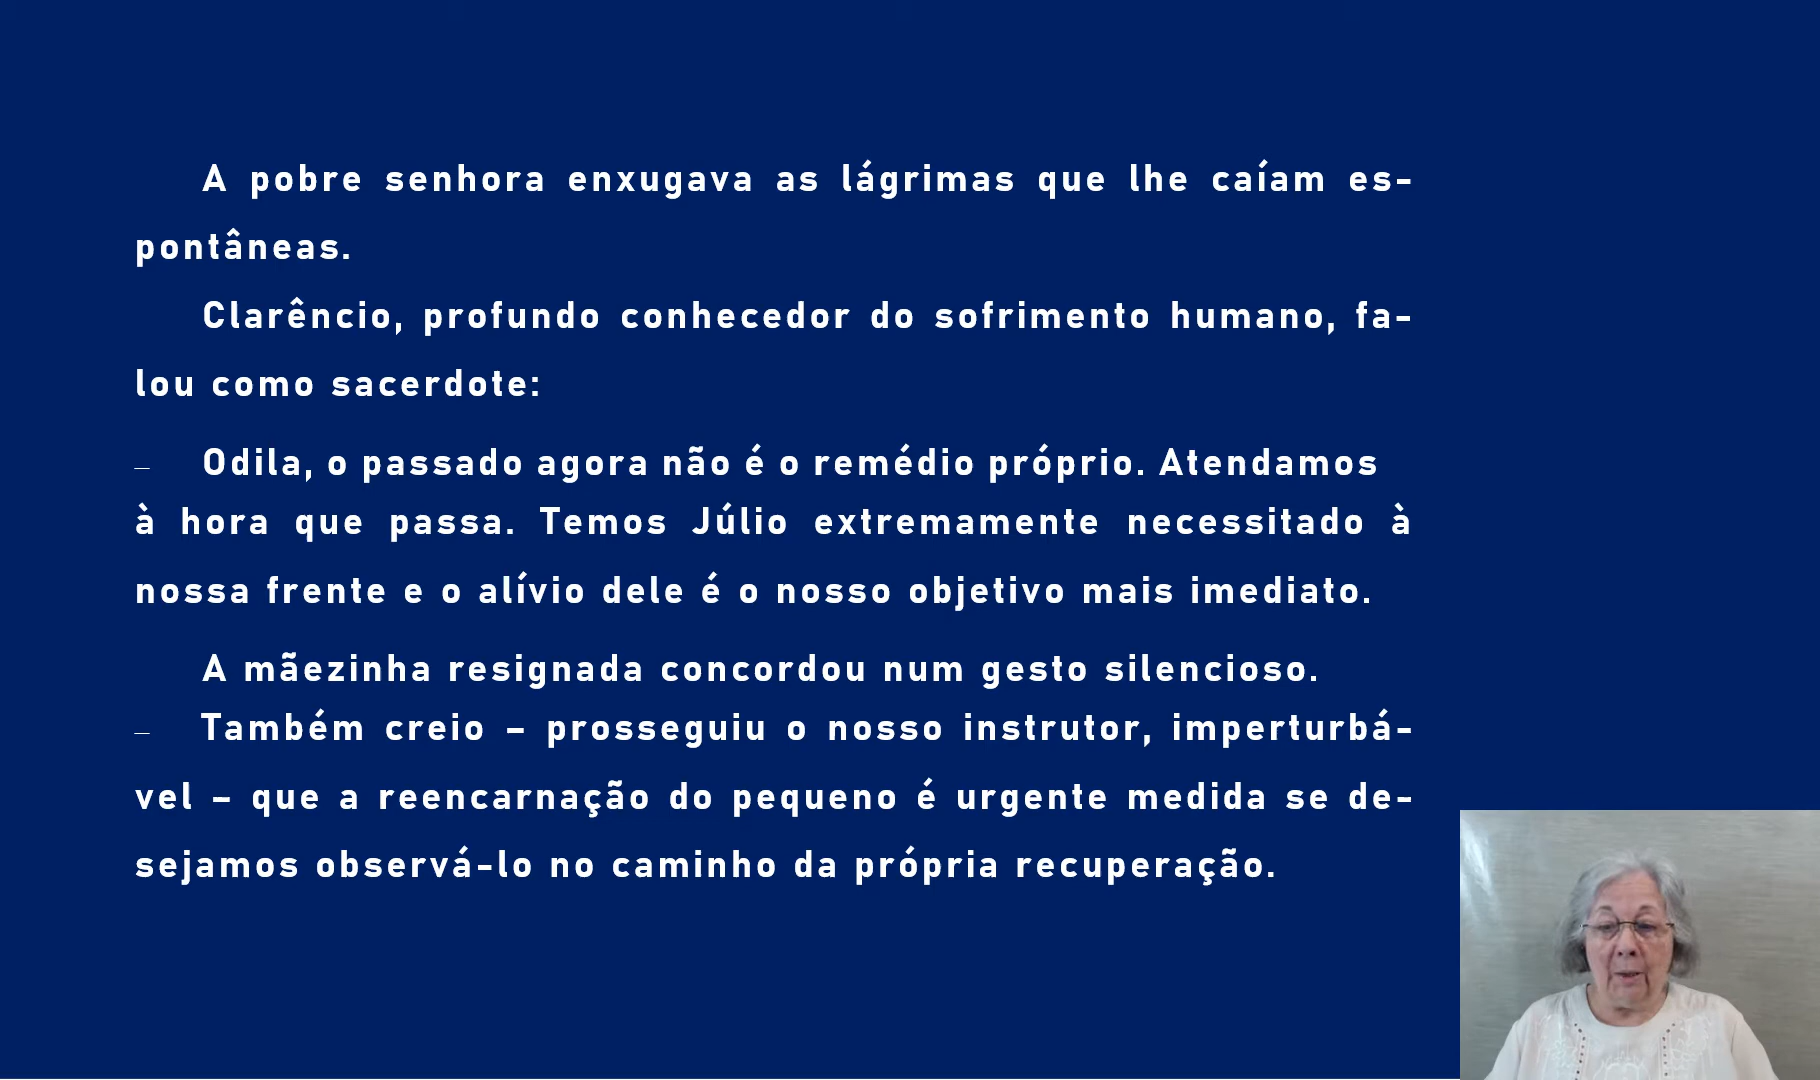 A pobre senhora enxugava as lágrimas que lhe caíam es-
pontâneas.
Clarêncio, profundo conhecedor do sofrimento humano, fa-
lou como sacerdote:
– Odila, o passado agora não é o remédio próprio. Atendamos
à hora que passa. Temos Júlio extremamente necessitado à
nossa frente e o alívio dele é o nosso objetivo mais imediato.
A mãezinha resignada concordou num gesto silencioso.
– Também creio – prosseguiu o nosso instrutor, imperturbá-
vel – que a reencarnação do pequeno é urgente medida se de-
sejamos observá-lo no caminho da própria recuperação.